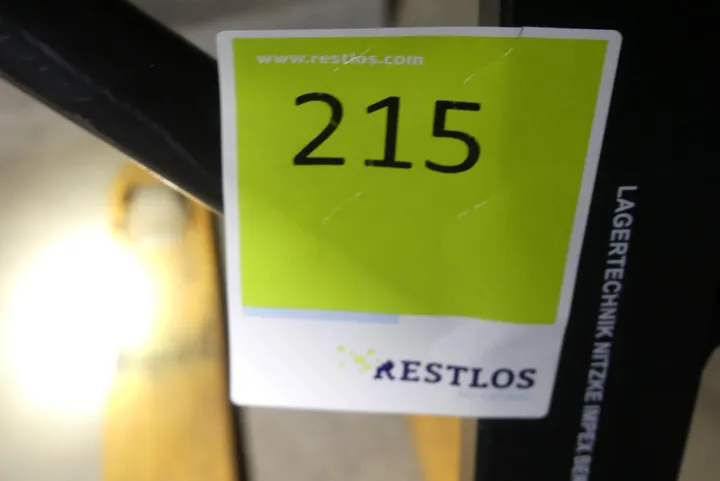 www.restlos.com
215
RESTLOS
LAGERTECHNIK NITZKE IMPEX